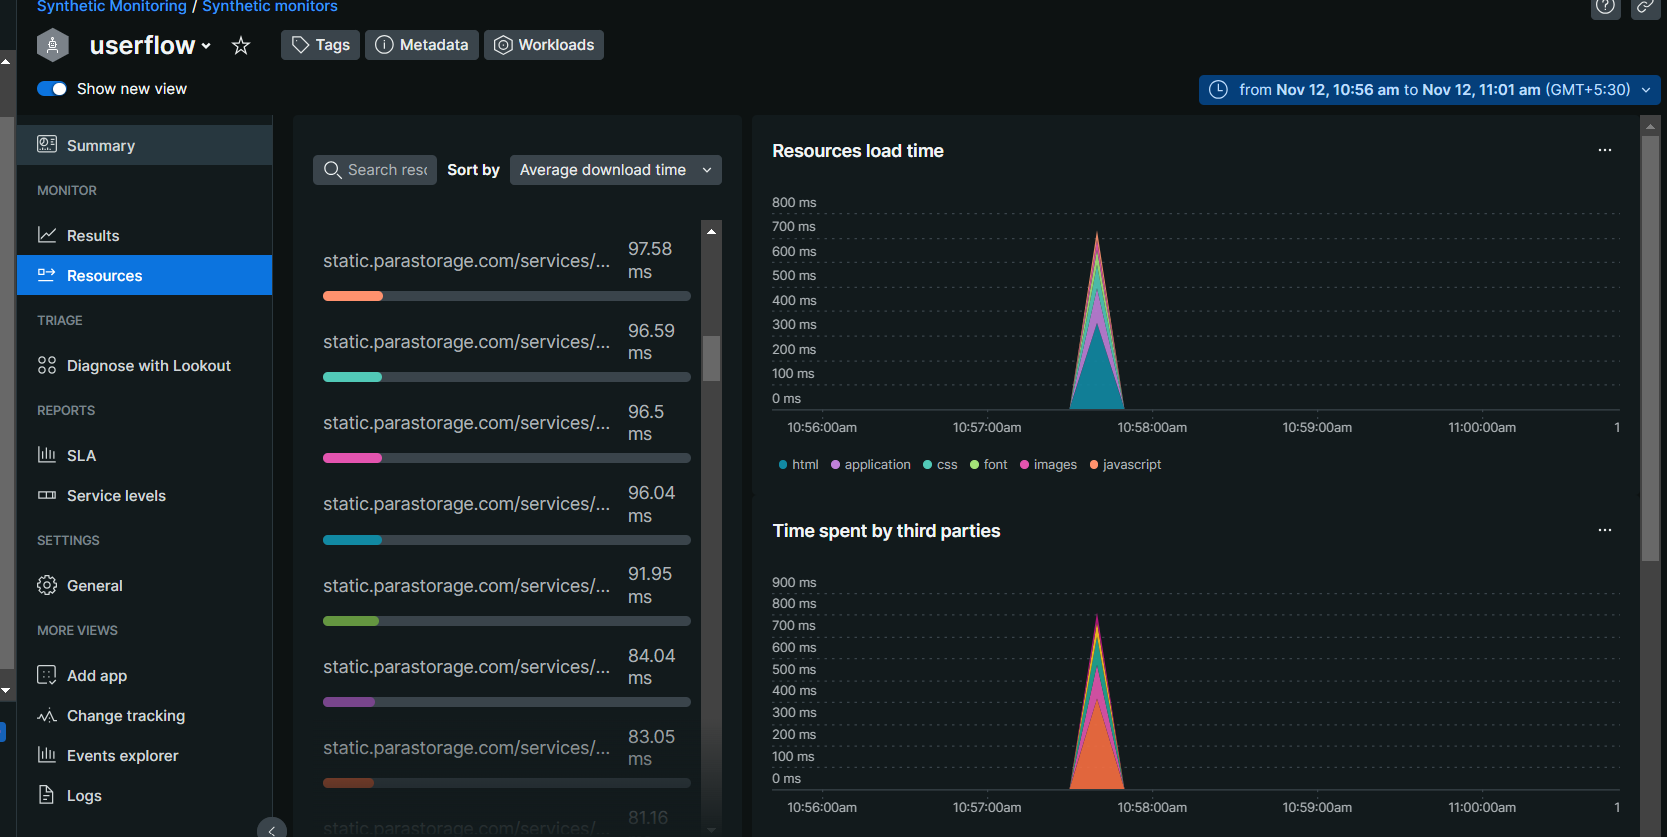 Synthetic Monitoring / Synthetic monitors
userflow
Tags
Metadata
Workloads
Show new view
from Nov 12, 10:56 am to Nov 12, 11:01 am (GMT+5:30)
Summary
MONITOR
Results
Resources
TRIAGE
Diagnose with Lookout
REPORTS
SLA
Service levels
SETTINGS
General
MORE VIEWS
Add app
Change tracking
Events explorer
Logs
Search resc
Sort by
Average download time
static.parastorage.com/services/...
97.58
ms
static.parastorage.com/services/...
96.59
ms
static.parastorage.com/services/...
96.5
ms
static.parastorage.com/services/...
96.04
ms
static.parastorage.com/services/...
91.95
ms
static.parastorage.com/services/...
84.04
ms
static.parastorage.com/services/...
83.05
ms
static.parastorage.com/services/...
81.16
Resources load time
...
800 ms
700 ms
600 ms
500 ms
400 ms
300 ms
200 ms
100 ms
0 ms
10:56:00am
10:57:00am
10:58:00am
10:59:00am
11:00:00am
1
html
application
css
font
images
javascript
Time spent by third parties
...
900 ms
800 ms
700 ms
600 ms
500 ms
400 ms
300 ms
200 ms
100 ms
0 ms
10:56:00am
10:57:00am
10:58:00am
10:59:00am
11:00:00am
1